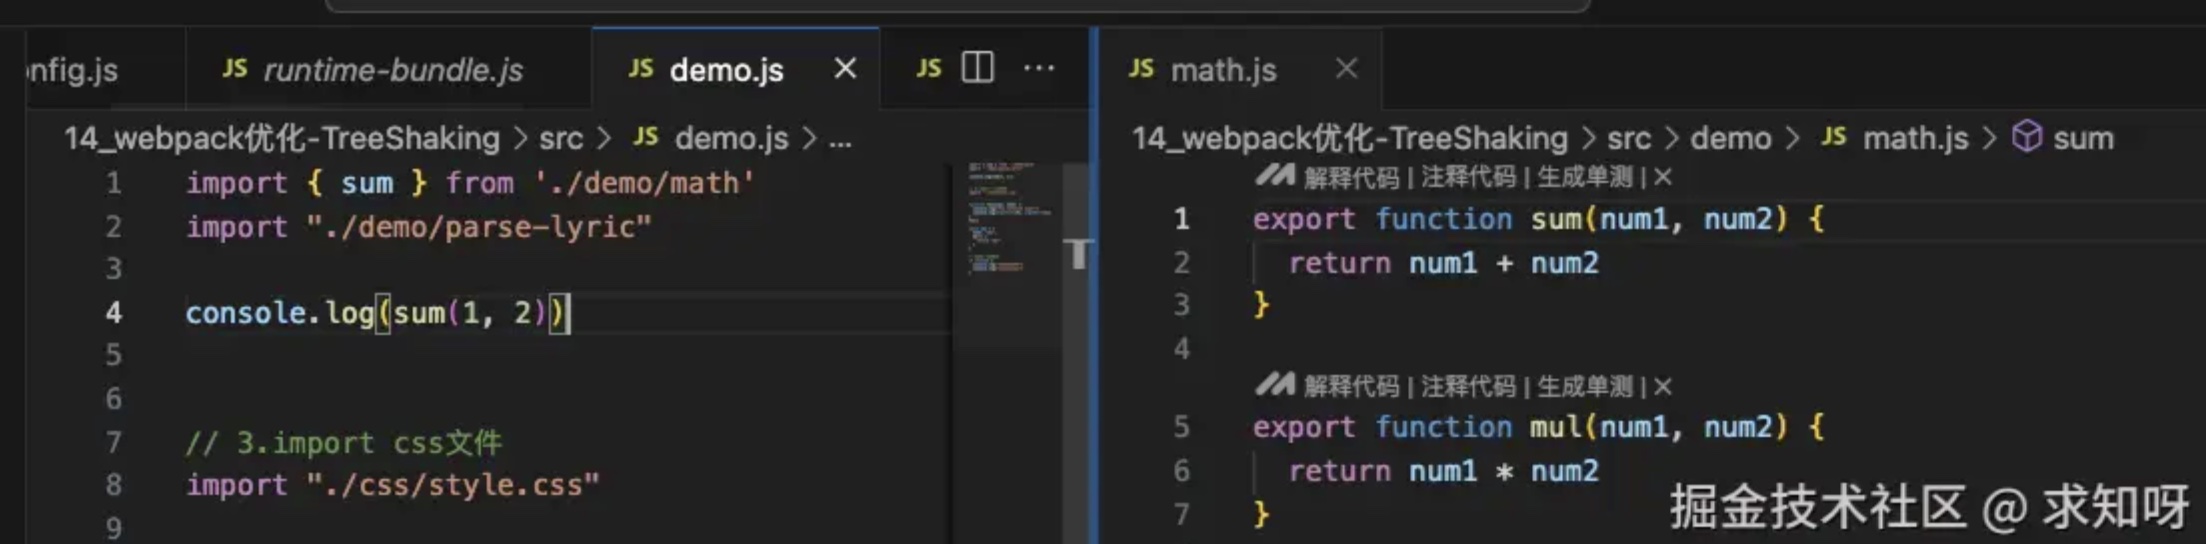 nfig.js
JS runtime-bundle.js
JS demo.js ×
JS ...
14_webpack优化-TreeShaking > src > JS demo.js > ...
1 import { sum } from './demo/math'
2 import "./demo/parse-lyric"
3
4 console.log(sum(1, 2))
5
6
7 // 3.import css文件
8 import "./css/style.css"
9
JS math.js ×
14_webpack优化-TreeShaking > src > demo > JS math.js > sum
解释代码 | 注释代码 | 生成单测 | ×
1 export function sum(num1, num2) {
2 return num1 + num2
3 }
4
解释代码 | 注释代码 | 生成单测 | ×
5 export function mul(num1, num2) {
6 return num1 * num2
7 }
掘金技术社区 @ 求知呀